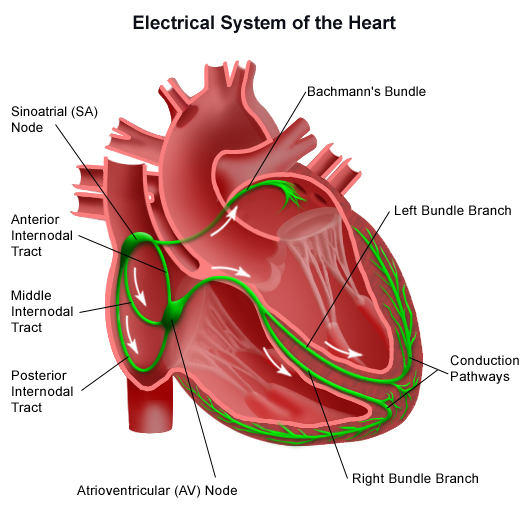 Electrical System of the Heart
Bachmann's Bundle
Sinoatrial (SA)
Node
Left Bundle Branch
Anterior
Internodal
Tract
Middle
Internodal
Tract
Conduction
Pathways
Posterior
Internodal
Tract
Right Bundle Branch
Atrioventricular (AV) Node